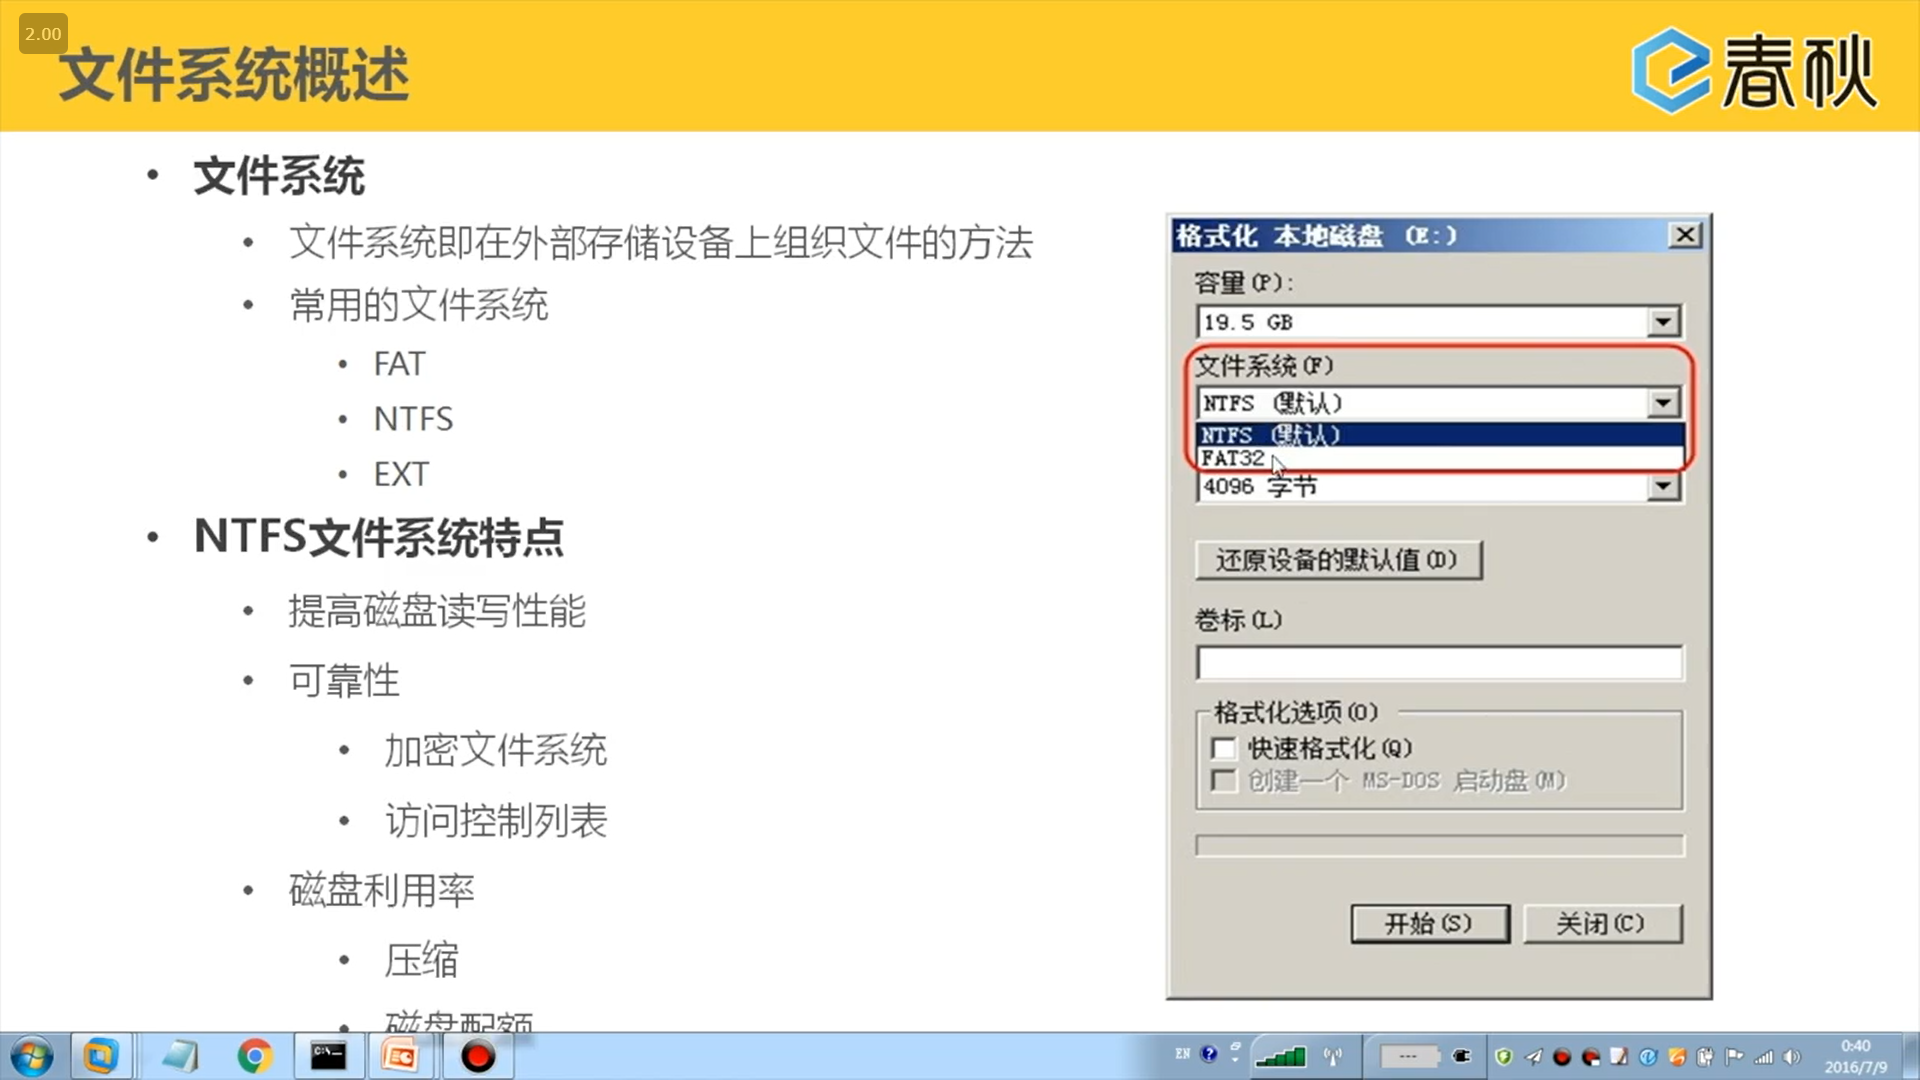 2.00
文件系统概述
春秋
• 文件系统
• 文件系统即在外部存储设备上组织文件的方法
• 常用的文件系统
• FAT
• NTFS
• EXT
• NTFS文件系统特点
• 提高磁盘读写性能
• 可靠性
• 加密文件系统
• 访问控制列表
• 磁盘利用率
• 压缩
• 磁盘配额
格式化 本地磁盘 (E:)
容量(P):
19.5 GB
文件系统(F)
NTFS (默认)
NTFS (默认)
FAT32
4096 字节
还原设备的默认值(D)
卷标(L)
格式化选项(O)
快速格式化(Q)
创建一个 MS-DOS 启动盘(M)
开始(S)
关闭(C)
EN
---
0:40
2016/7/9